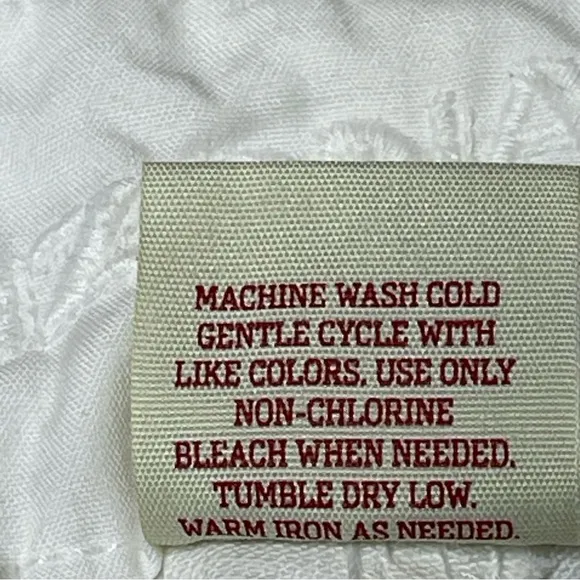 MACHINE WASH COLD
GENTLE CYCLE WITH
LIKE COLORS. USE ONLY
NON-CHLORINE
BLEACH WHEN NEEDED.
TUMBLE DRY LOW.
WARM IRON AS NEEDED.